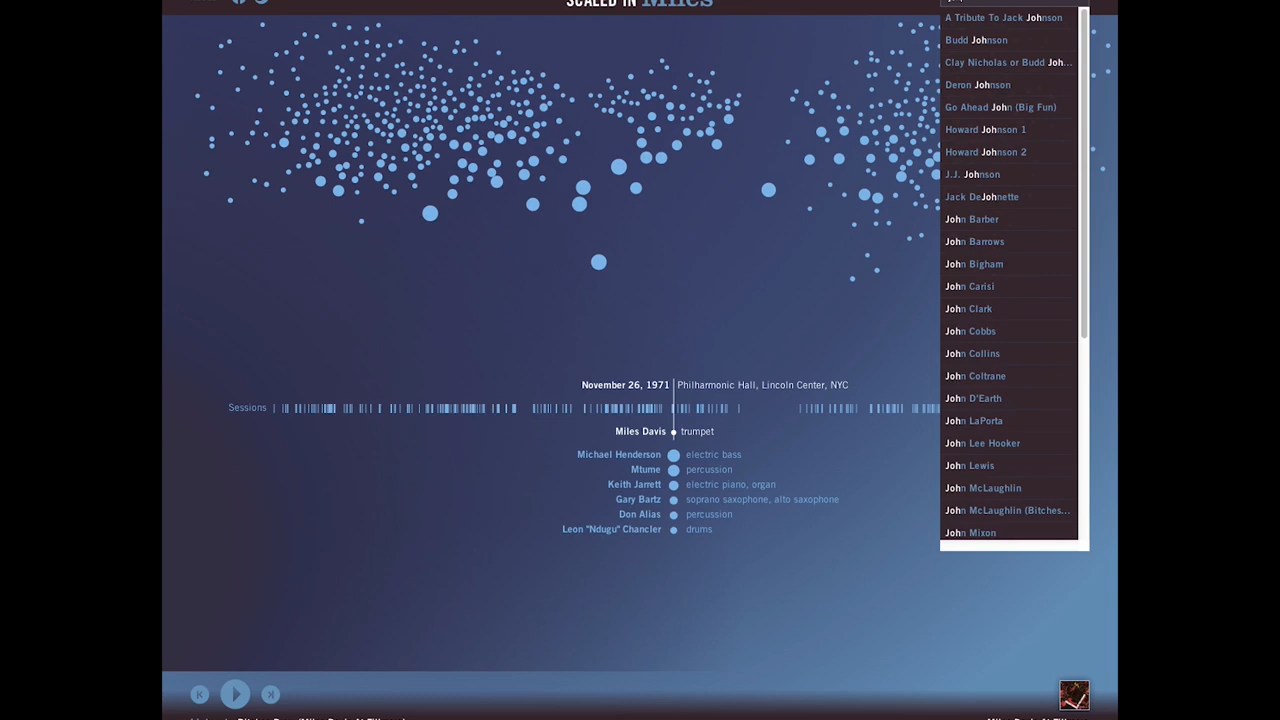 SCALED IN Miles
A Tribute To Jack Johnson
Budd Johnson
Clay Nicholas or Budd Joh...
Deron Johnson
Go Ahead John (Big Fun)
Howard Johnson 1
Howard Johnson 2
J.J. Johnson
Jack DeJohnette
John Barber
John Barrows
John Bigham
John Carisi
John Clark
John Cobbs
John Collins
John Coltrane
John D'Earth
John LaPorta
John Lee Hooker
John Lewis
John McLaughlin
John McLaughlin (Bitches...
John Mixon
November 26, 1971 Philharmonic Hall, Lincoln Center, NYC
Sessions
Miles Davis trumpet
Michael Henderson electric bass
Mtume percussion
Keith Jarrett electric piano, organ
Gary Bartz soprano saxophone, alto saxophone
Don Alias percussion
Leon "Ndugu" Chancler drums